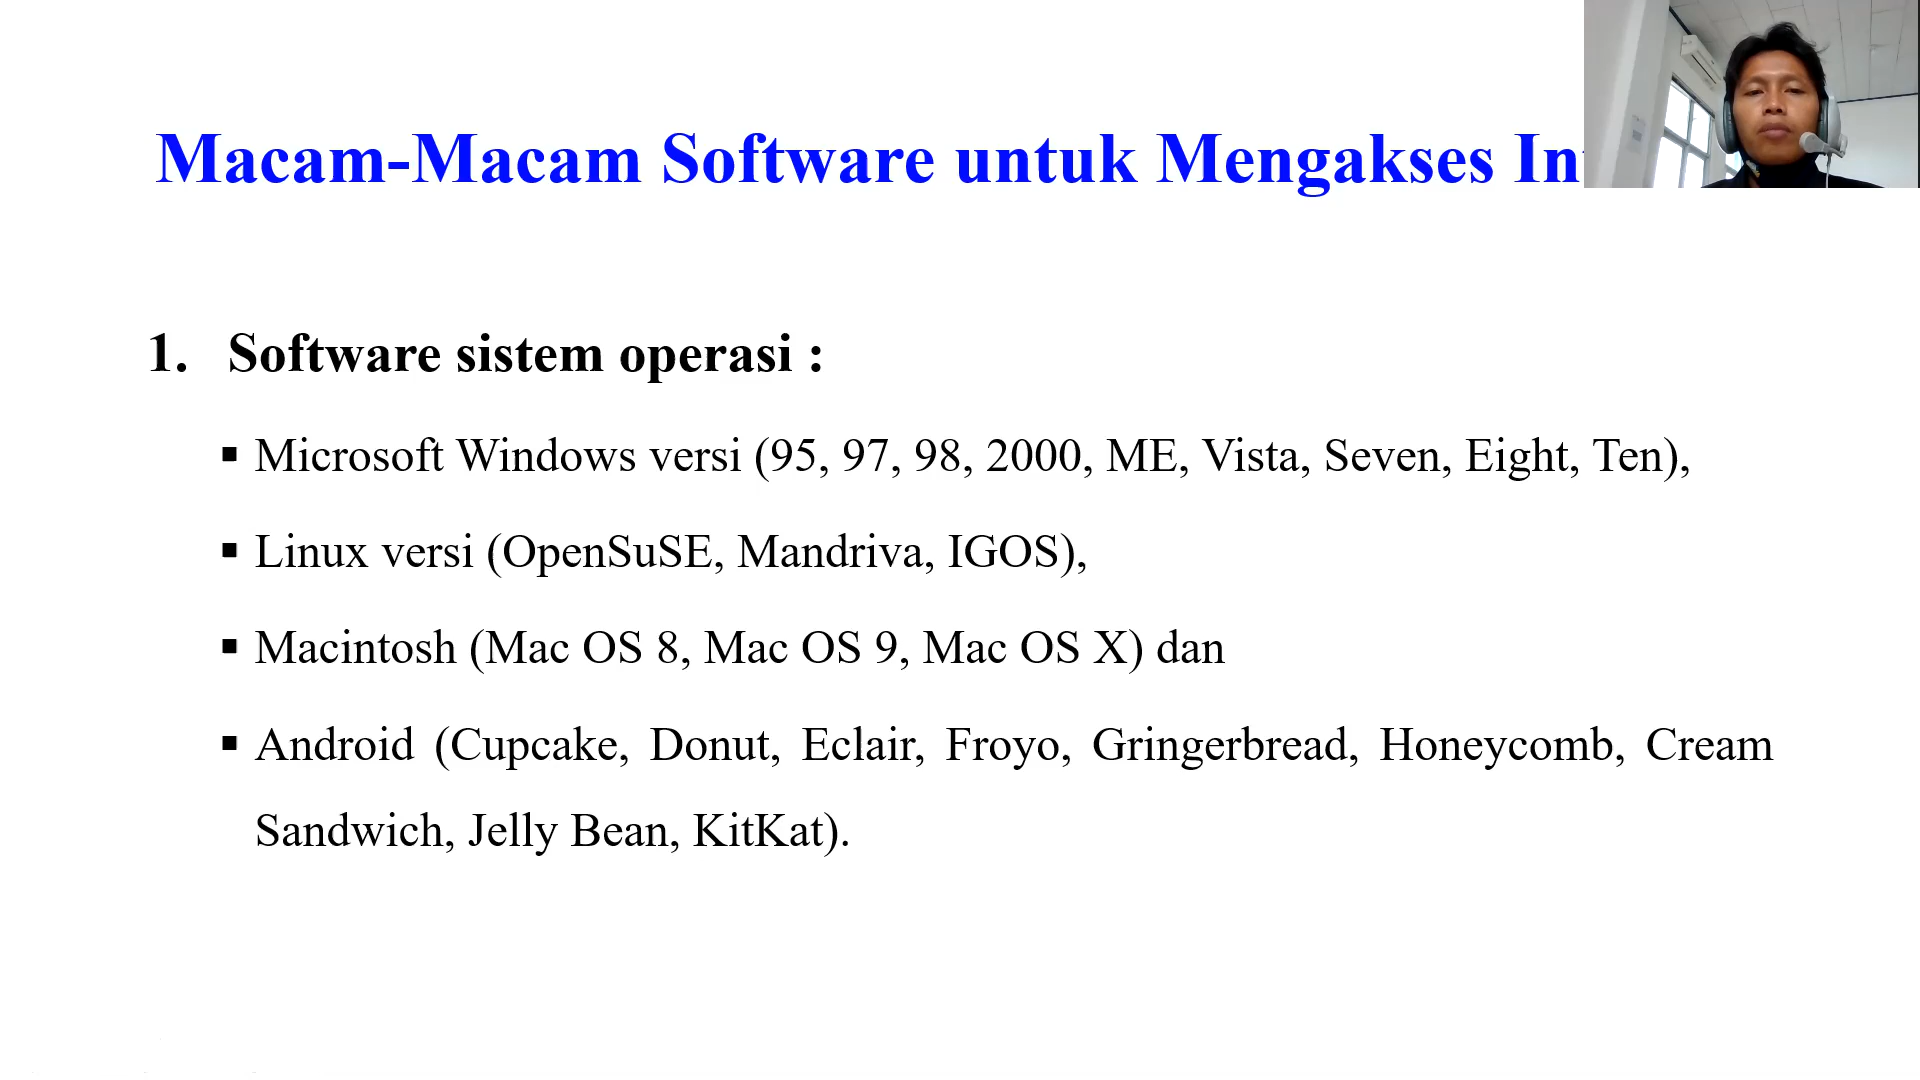 Macam-Macam Software untuk Mengakses
1. Software sistem operasi :
▪ Microsoft Windows versi (95, 97, 98, 2000, ME, Vista, Seven, Eight, Ten),
▪ Linux versi (OpenSuSE, Mandriva, IGOS),
▪ Macintosh (Mac OS 8, Mac OS 9, Mac OS X) dan
▪ Android (Cupcake, Donut, Eclair, Froyo, Gringerbread, Honeycomb, Cream
Sandwich, Jelly Bean, KitKat).